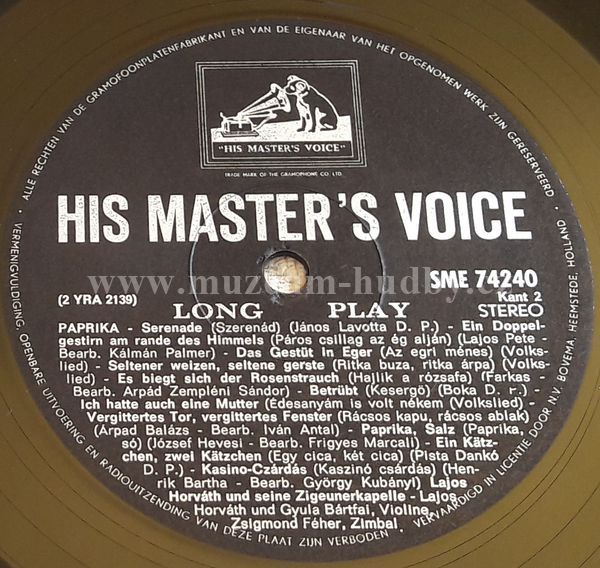 ALLE RECHTEN VAN DE GRAMOFOONPLATENFABRIKANT EN VAN DE EIGENAAR VAN HET OPGENOMEN WERK ZIJN GERESERVEERD
"HIS MASTER'S VOICE"
TRADE MARK OF THE GRAMOPHONE CO. LTD.
HIS MASTER'S VOICE
SME 74240
(2 YRA 2139)
Kant 2
LONG PLAY
STEREO
PAPRIKA - Serenade (Szerenád) (János Lavotta D. P.) - Ein Doppel-
gestirn am rande des Himmels (Páros csillag az ég alján) (Lajos Pete -
Bearb. Kálmán Palmer) - Das Gestüt in Eger (Az egri ménes) (Volks-
lied) - Seltener weizen, seltene gerste (Ritka buza, ritka árpa) (Volks-
lied) - Es biegt sich der Rosenstrauch (Hajlik a rózsafa) (Farkas -
Bearb. Arpád Zempléni Sándor) - Betrübt (Kesergö) (Boka D. r.) -
Ich hatte auch eine Mutter (Edesanyám is volt nékem (Volkslied)
Vergittertes Tor, vergittertes Fenster (Rácsos kapu, rácsos ablak)
(Arpad Balázs - Bearb. Iván Antal) - Paprika, Salz (Paprika,
só) (József Hevesi - Bearb. Frigyes Marcali) - Ein Kätz-
chen, zwei Kätzchen (Egy cica, két cica) (Pista Dankó
D. P.) - Kasino-Czárdás (Kaszinó csárdás) (Hen-
rik Bartha - Bearb. György Kubányi) Lajos
Horváth und seine Zigeunerkapelle - Lajos
Horváth und Gyula Bártfai, Violine,
Zsigmond Féher, Zimbal
VERMENIGVULDIGING, OPENBARE UITVOERING EN RADIOUITZENDING VAN DEZE PLAAT ZIJN VERBODEN
VERVAARDIGD IN LICENTIE DOOR N.V. BOVEMA, HEEMSTEDE, HOLLAND